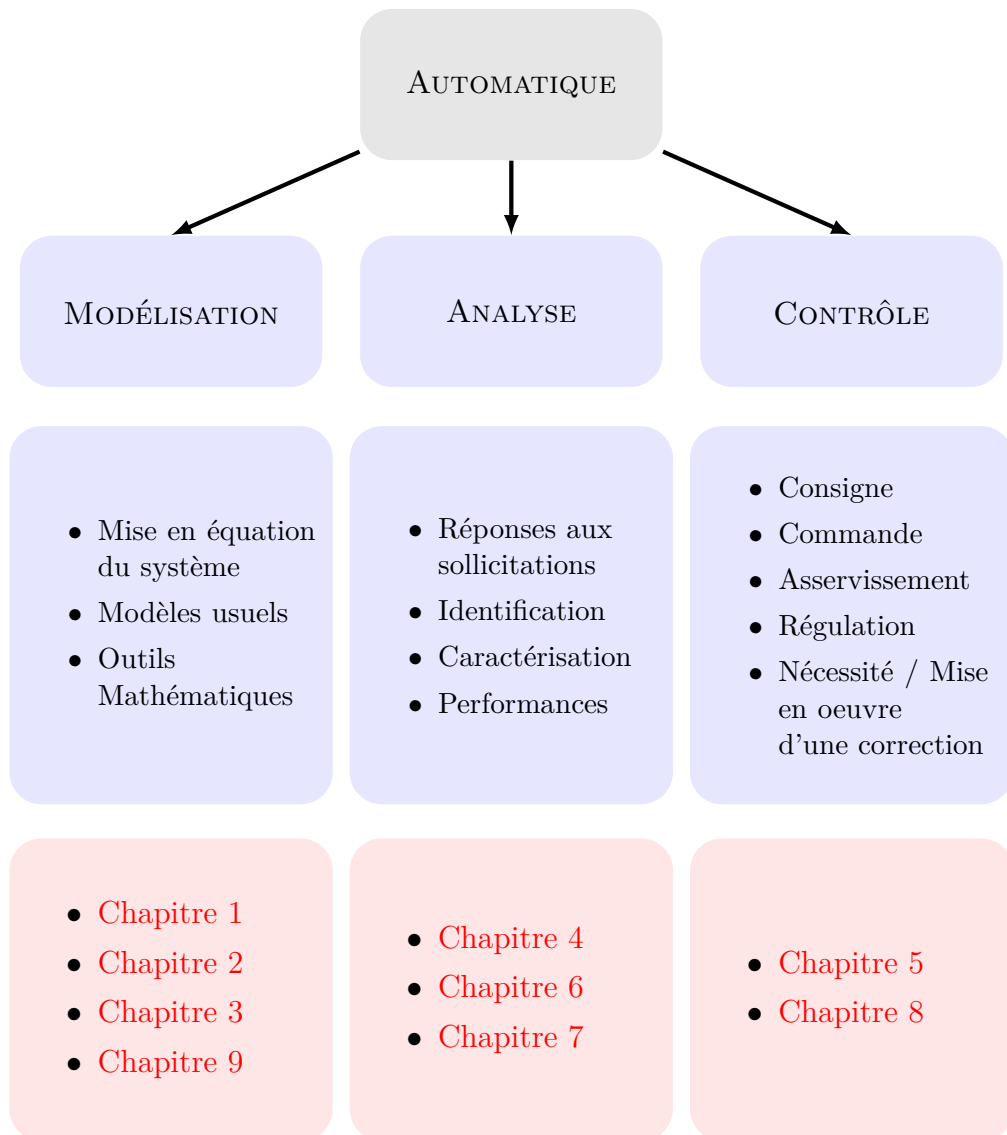 AUTOMATIQUE
MODÉLISATION
ANALYSE
CONTRÔLE
• Mise en équation
du système
• Modèles usuels
• Outils
Mathématiques
• Réponses aux
sollicitations
• Identification
• Caractérisation
• Performances
• Consigne
• Commande
• Asservissement
• Régulation
• Nécessité / Mise
en oeuvre
d'une correction
• Chapitre 1
• Chapitre 2
• Chapitre 3
• Chapitre 9
• Chapitre 4
• Chapitre 6
• Chapitre 7
• Chapitre 5
• Chapitre 8